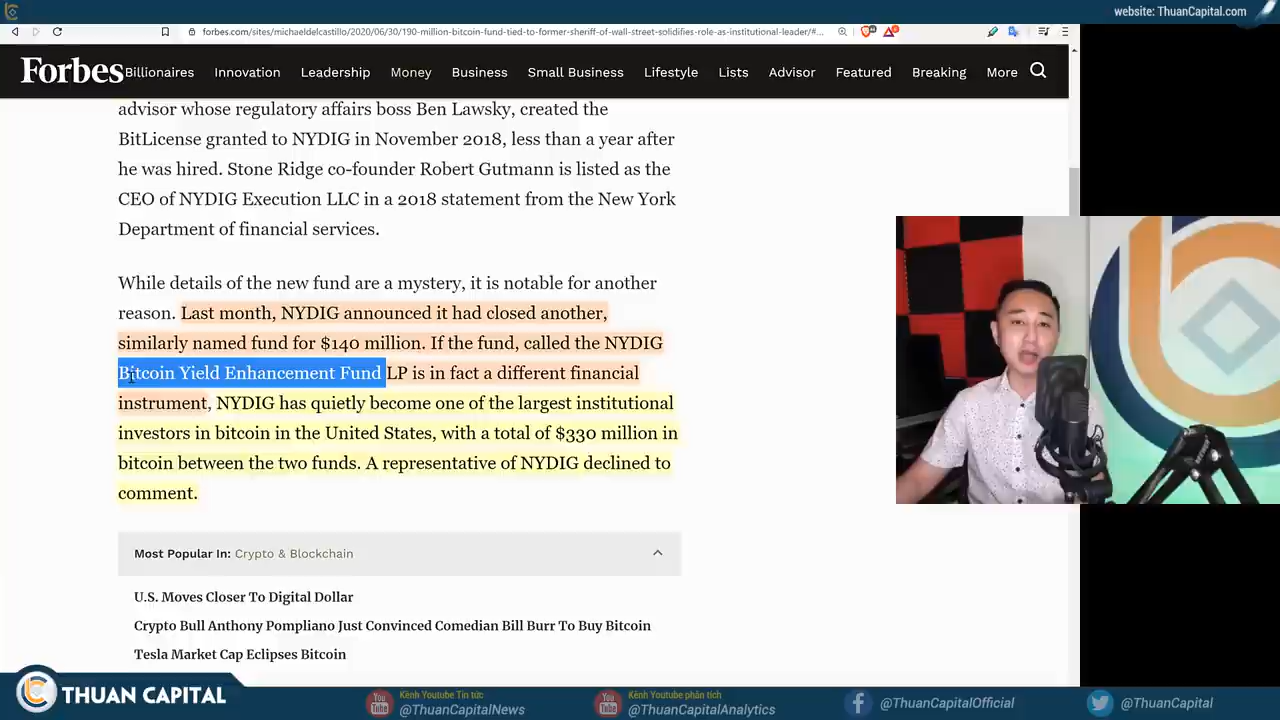 website: ThuanCapital.com
forbes.com/sites/michaeldelcastillo/2020/06/30/190-million-bitcoin-fund-tied-to-former-sheriff-of-wall-street-solidifies-role-as-institutional-leader/#...
Forbes
Billionaires Innovation Leadership Money Business Small Business Lifestyle Lists Advisor Featured Breaking More
advisor whose regulatory affairs boss Ben Lawsky, created the
BitLicense granted to NYDIG in November 2018, less than a year after
he was hired. Stone Ridge co-founder Robert Gutmann is listed as the
CEO of NYDIG Execution LLC in a 2018 statement from the New York
Department of financial services.
While details of the new fund are a mystery, it is notable for another
reason. Last month, NYDIG announced it had closed another,
similarly named fund for $140 million. If the fund, called the NYDIG
Bitcoin Yield Enhancement Fund LP is in fact a different financial
instrument, NYDIG has quietly become one of the largest institutional
investors in bitcoin in the United States, with a total of $330 million in
bitcoin between the two funds. A representative of NYDIG declined to
comment.
Most Popular In: Crypto & Blockchain
U.S. Moves Closer To Digital Dollar
Crypto Bull Anthony Pompliano Just Convinced Comedian Bill Burr To Buy Bitcoin
Tesla Market Cap Eclipses Bitcoin
THUAN CAPITAL
Kênh Youtube Tin tức
@ThuanCapitalNews
Kênh Youtube phân tích
@ThuanCapitalAnalytics
@ThuanCapitalOfficial
@ThuanCapital